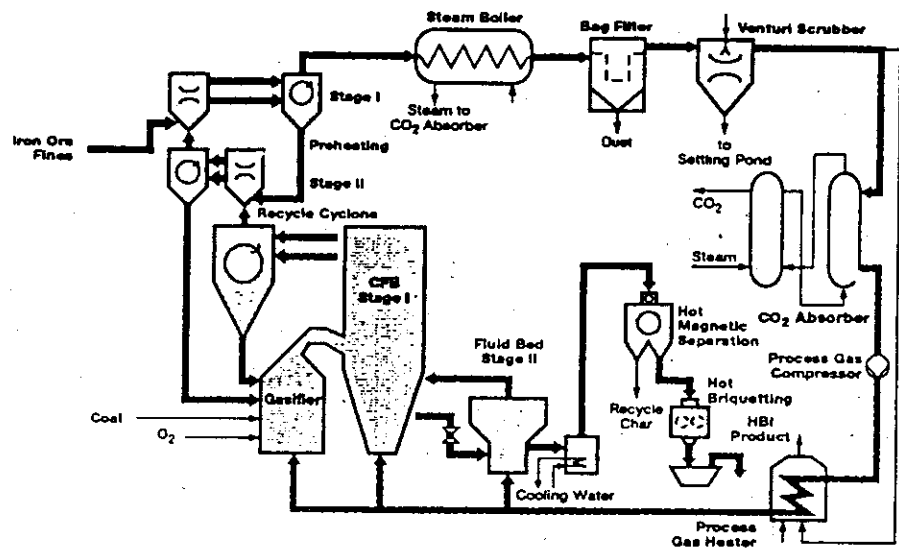 Steam Boiler
Bag Filter
Venturi Scrubber
Stage I
Steam to
CO2 Absorber
Iron Ore
Fines
Preheating
Dust
to
Settling Pond
Stage II
Recycle Cyclone
CO2
Steam
CFB
Stage I
Hot
Magnetic
Separation
CO2 Absorber
Fluid Bed
Stage II
Process Gas
Compressor
Gasifier
Hot
Briquetting
Coal
Recycle
Char
HBI
Product
O2
Cooling Water
Process
Gas Heater